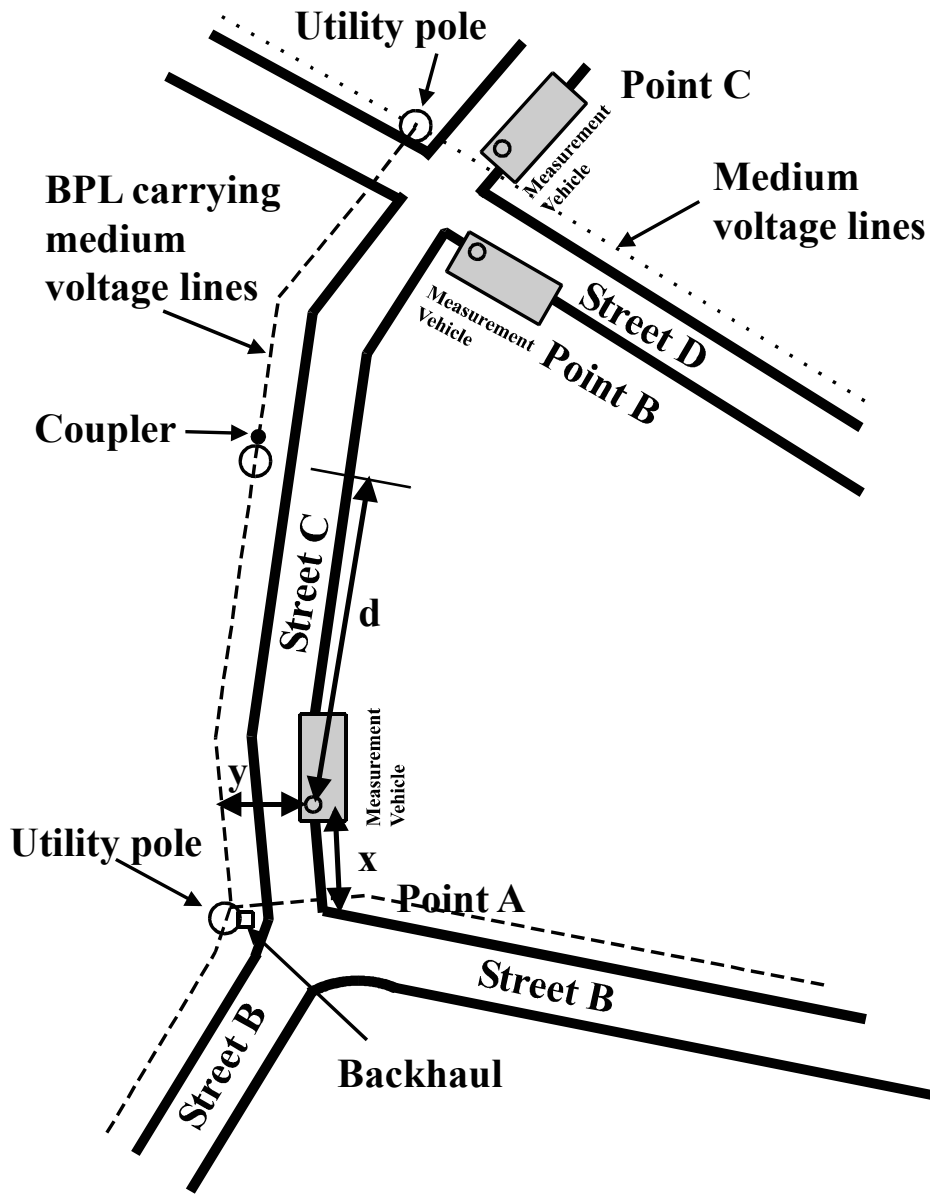 Utility pole
Point C
Measurement
Vehicle
BPL carrying
medium
voltage lines
Medium
voltage lines
Measurement
Vehicle
Street D
Point B
Coupler
Street C
d
Measurement
Vehicle
y
Utility pole
x
Point A
Street B
Street B
Backhaul